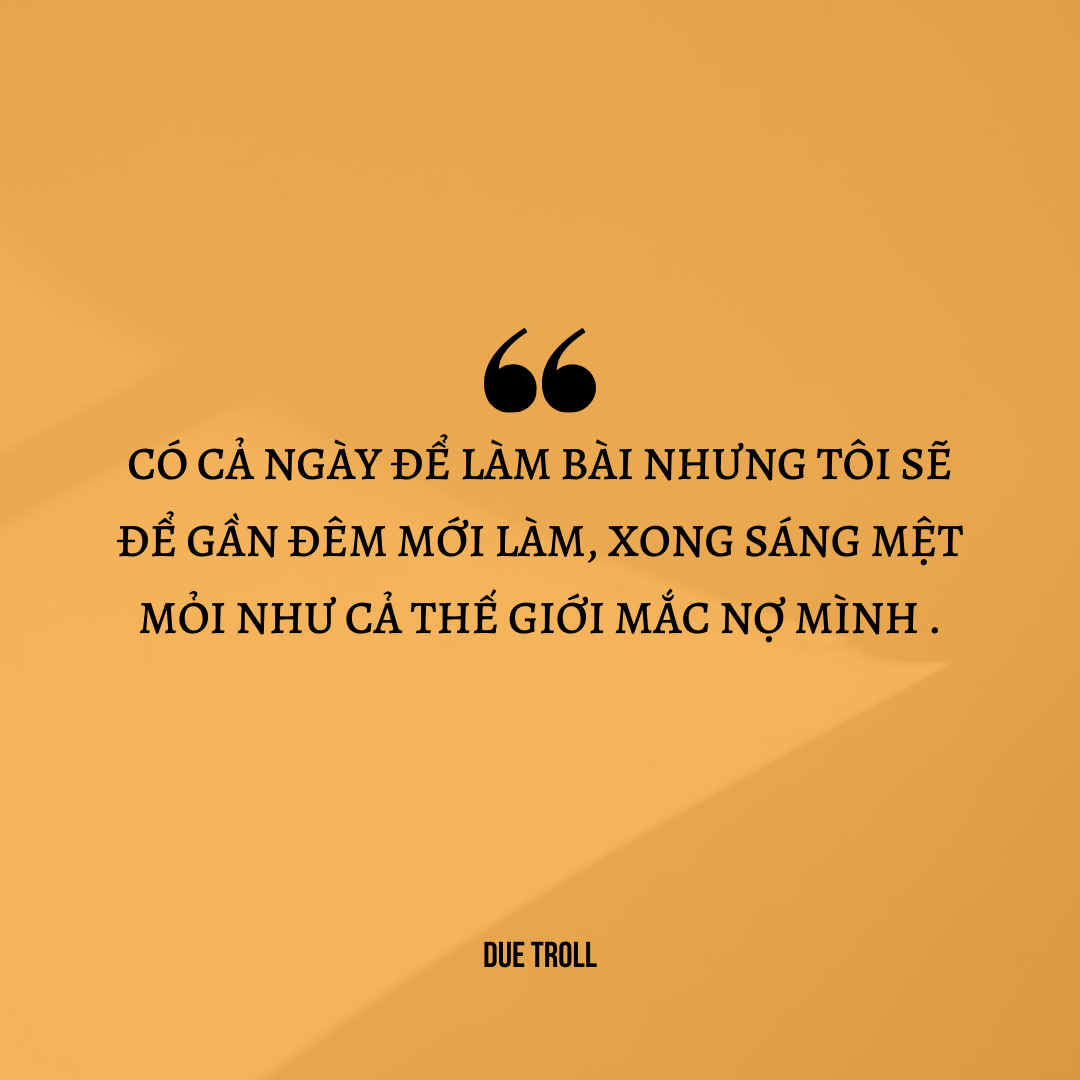 CÓ CẢ NGÀY ĐỂ LÀM BÀI NHƯNG TÔI SẼ
ĐỂ GẦN ĐÊM MỚI LÀM, XONG SÁNG MỆT
MỎI NHƯ CẢ THẾ GIỚI MẮC NỢ MÌNH .
DUE TROLL